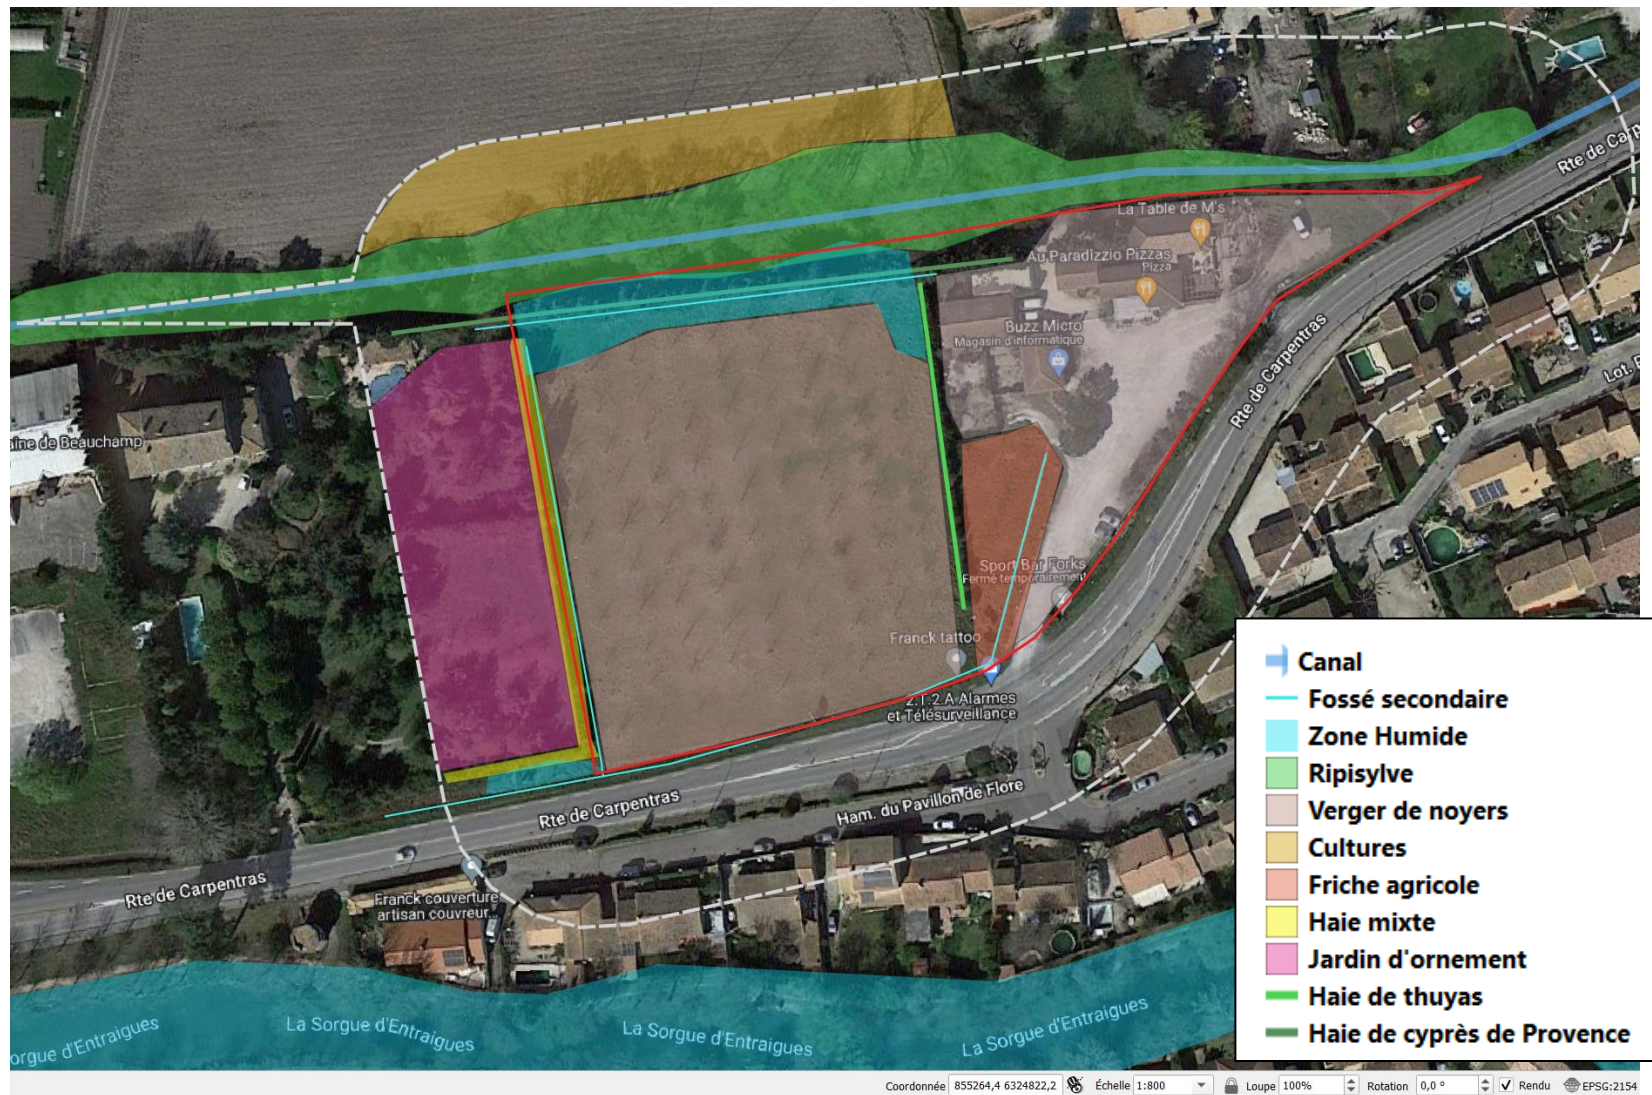 Rte de Carp
La Table de M's
Au Paradizzio Pizzas
Pizza
Buzz Micro
Magasin d'informatique
Rte de Carpentras
Lot.
aine de Beauchamp
Sport Bar Forks
Fermé temporairement
Franck tattoo
2.T.2.A Alarmes
et Télésurveillance
Rte de Carpentras
Ham. du Pavillon de Flore
Rte de Carpentras
Franck couverture
artisan couvreur...
orgue d'Entraigues
La Sorgue d'Entraigues
La Sorgue d'Entraigues
La Sorgue d'Entraigues
Canal
Fossé secondaire
Zone Humide
Ripisylve
Verger de noyers
Cultures
Friche agricole
Haie mixte
Jardin d'ornement
Haie de thuyas
Haie de cyprès de Provence
Coordonnée 855264,4 6324822,2 Échelle 1:800 Loupe 100% Rotation 0,0 ° Rendu EPSG:2154